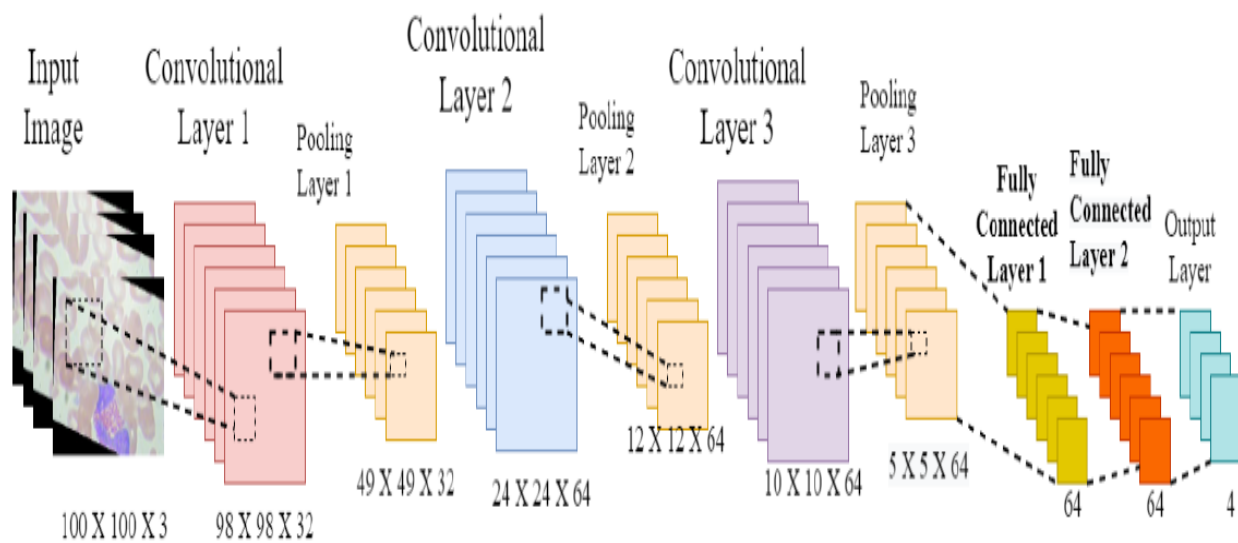 Input
Image
Convolutional
Layer 1
Pooling
Layer 1
Convolutional
Layer 2
Pooling
Layer 2
Convolutional
Layer 3
Pooling
Layer 3
Fully
Connected
Layer 1
Fully
Connected
Layer 2
Output
Layer
100 X 100 X 3
98 X 98 X 32
49 X 49 X 32
24 X 24 X 64
12 X 12 X 64
10 X 10 X 64
5 X 5 X 64
64
64
4